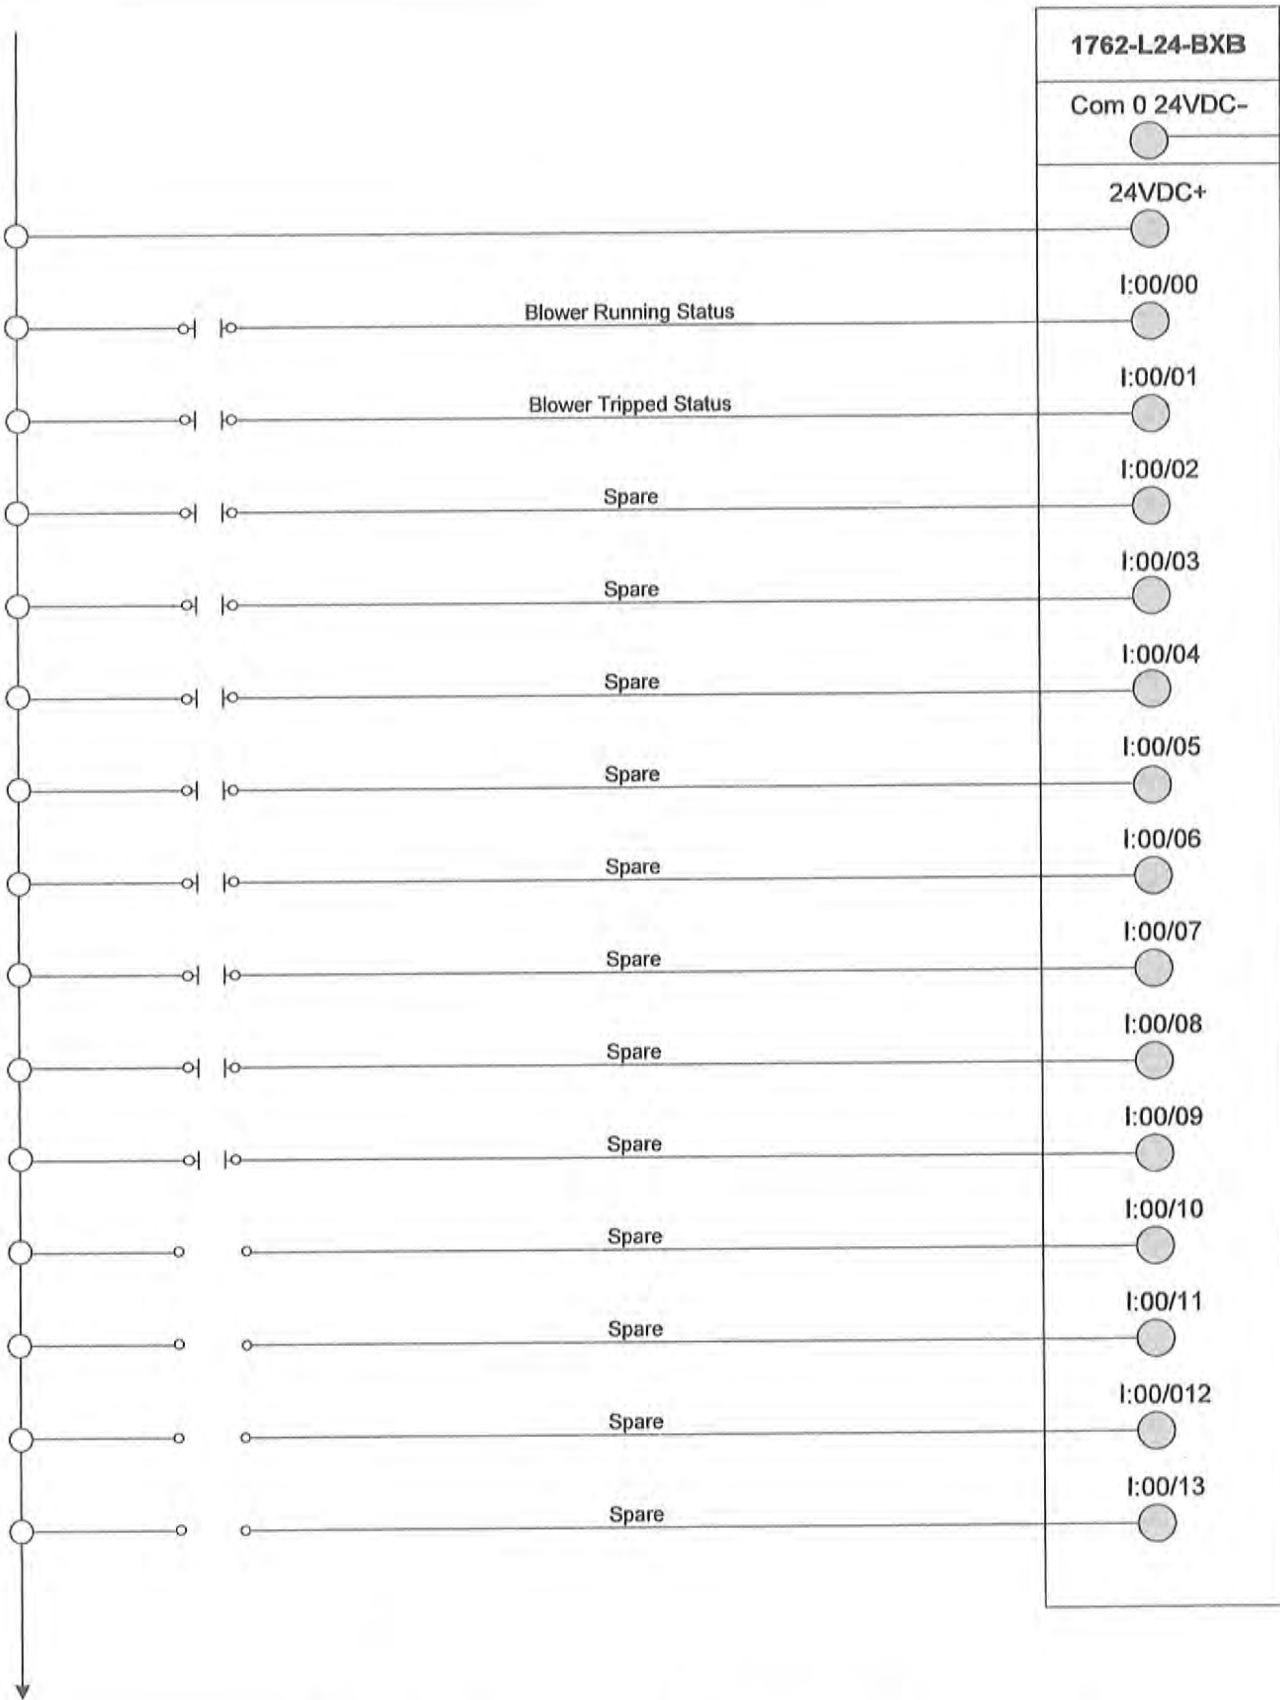 1762-L24-BXB
Com 0 24VDC-
24VDC+
I:00/00
Blower Running Status
I:00/01
Blower Tripped Status
I:00/02
Spare
I:00/03
Spare
I:00/04
Spare
I:00/05
Spare
I:00/06
Spare
I:00/07
Spare
I:00/08
Spare
I:00/09
Spare
I:00/10
Spare
I:00/11
Spare
I:00/012
Spare
I:00/13
Spare